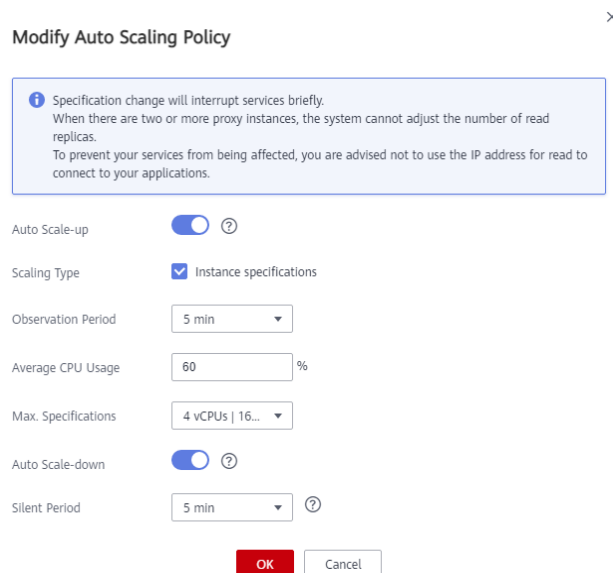 Modify Auto Scaling Policy
Specification change will interrupt services briefly.
When there are two or more proxy instances, the system cannot adjust the number of read
replicas.
To prevent your services from being affected, you are advised not to use the IP address for read to
connect to your applications.
Auto Scale-up
Scaling Type Instance specifications
Observation Period 5 min
Average CPU Usage 60 %
Max. Specifications 4 vCPUs | 16...
Auto Scale-down
Silent Period 5 min
OK Cancel